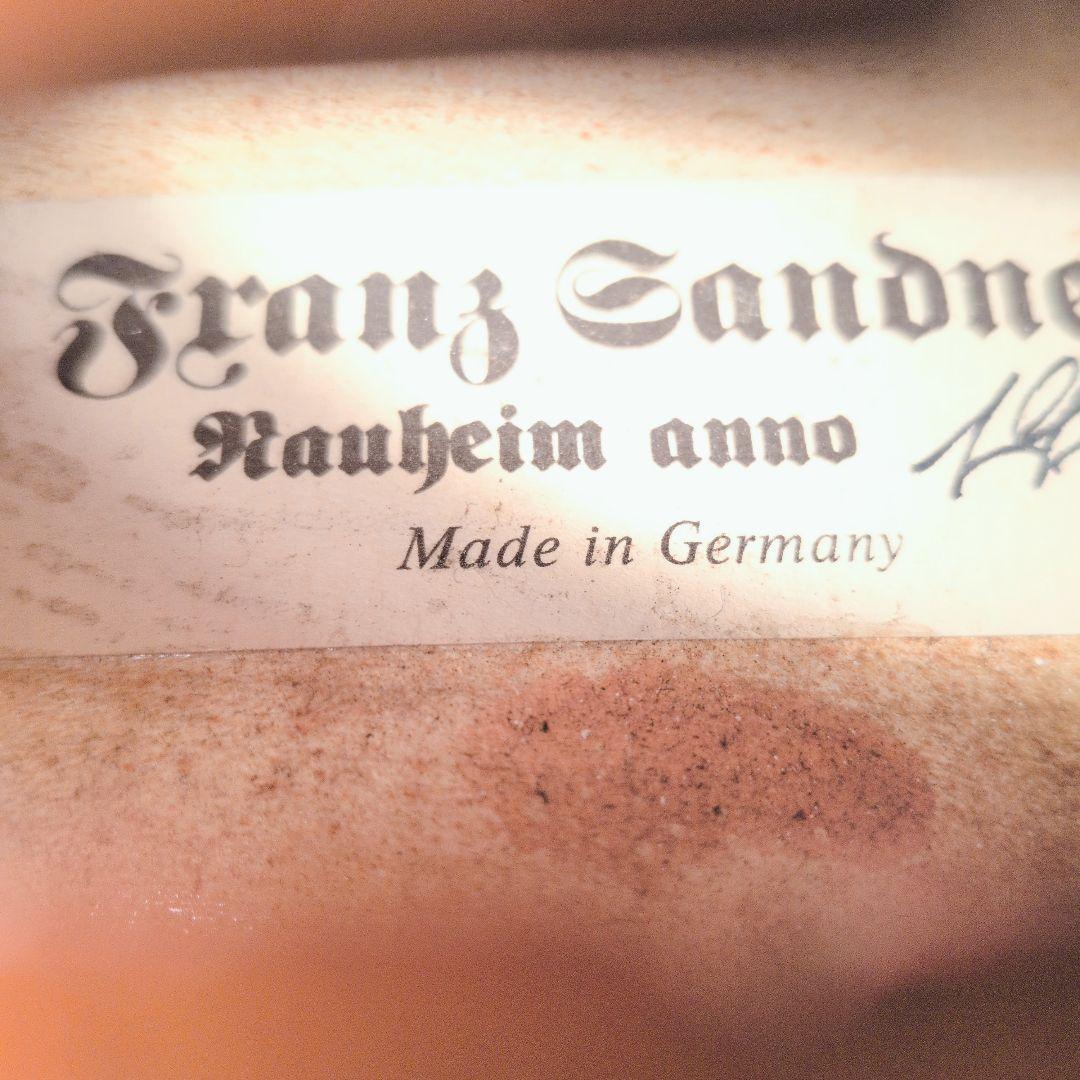 Franz Sandne
Nauheim anno
Made in Germany